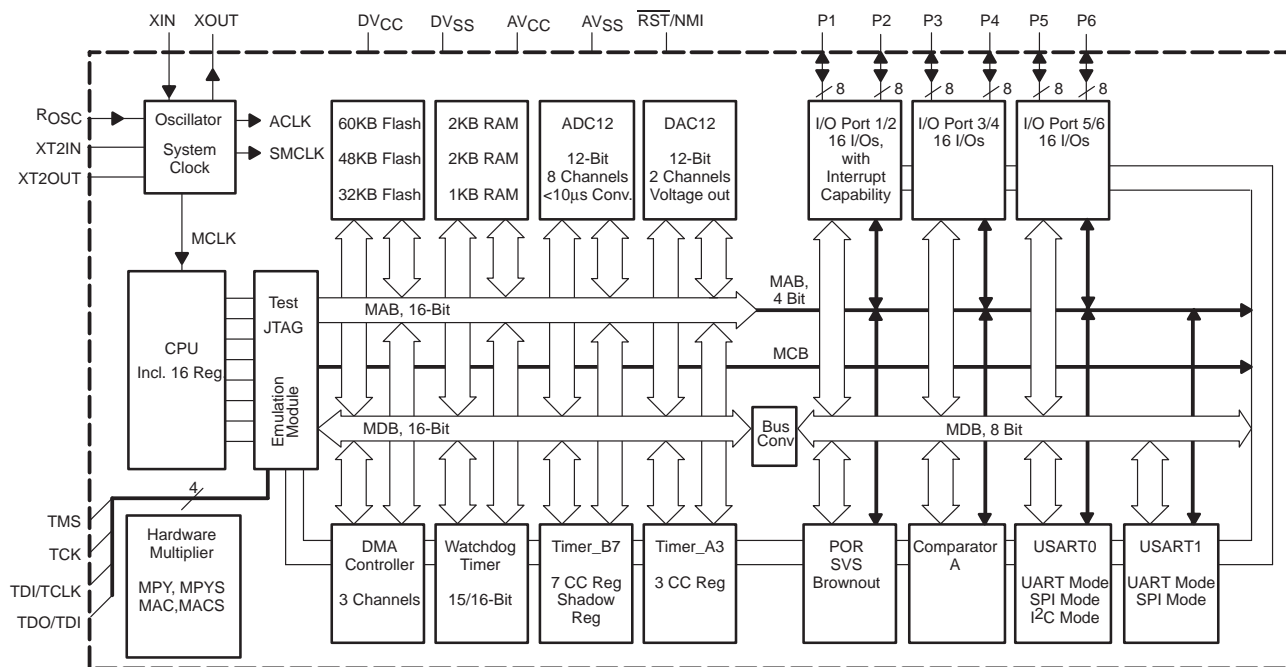 XIN XOUT DVCC DVSS AVCC AVSS RST/NMI P1 P2 P3 P4 P5 P6
8 8 8 8 8 8
ROSC
XT2IN
XT2OUT
Oscillator
System
Clock
ACLK
SMCLK
MCLK
60KB Flash
48KB Flash
32KB Flash
2KB RAM
2KB RAM
1KB RAM
ADC12
12-Bit
8 Channels
<10μs Conv.
DAC12
12-Bit
2 Channels
Voltage out
I/O Port 1/2
16 I/Os,
with
Interrupt
Capability
I/O Port 3/4
16 I/Os
I/O Port 5/6
16 I/Os
CPU
Incl. 16 Reg.
Test
JTAG
Emulation
Module
MAB, 16-Bit
MAB,
4 Bit
MCB
MDB, 16-Bit
Bus
Conv
MDB, 8 Bit
4
TMS
TCK
TDI/TCLK
TDO/TDI
Hardware
Multiplier
MPY, MPYS
MAC,MACS
DMA
Controller
3 Channels
Watchdog
Timer
15/16-Bit
Timer_B7
7 CC Reg
Shadow
Reg
Timer_A3
3 CC Reg
POR
SVS
Brownout
Comparator
A
USART0
UART Mode
SPI Mode
I2C Mode
USART1
UART Mode
SPI Mode